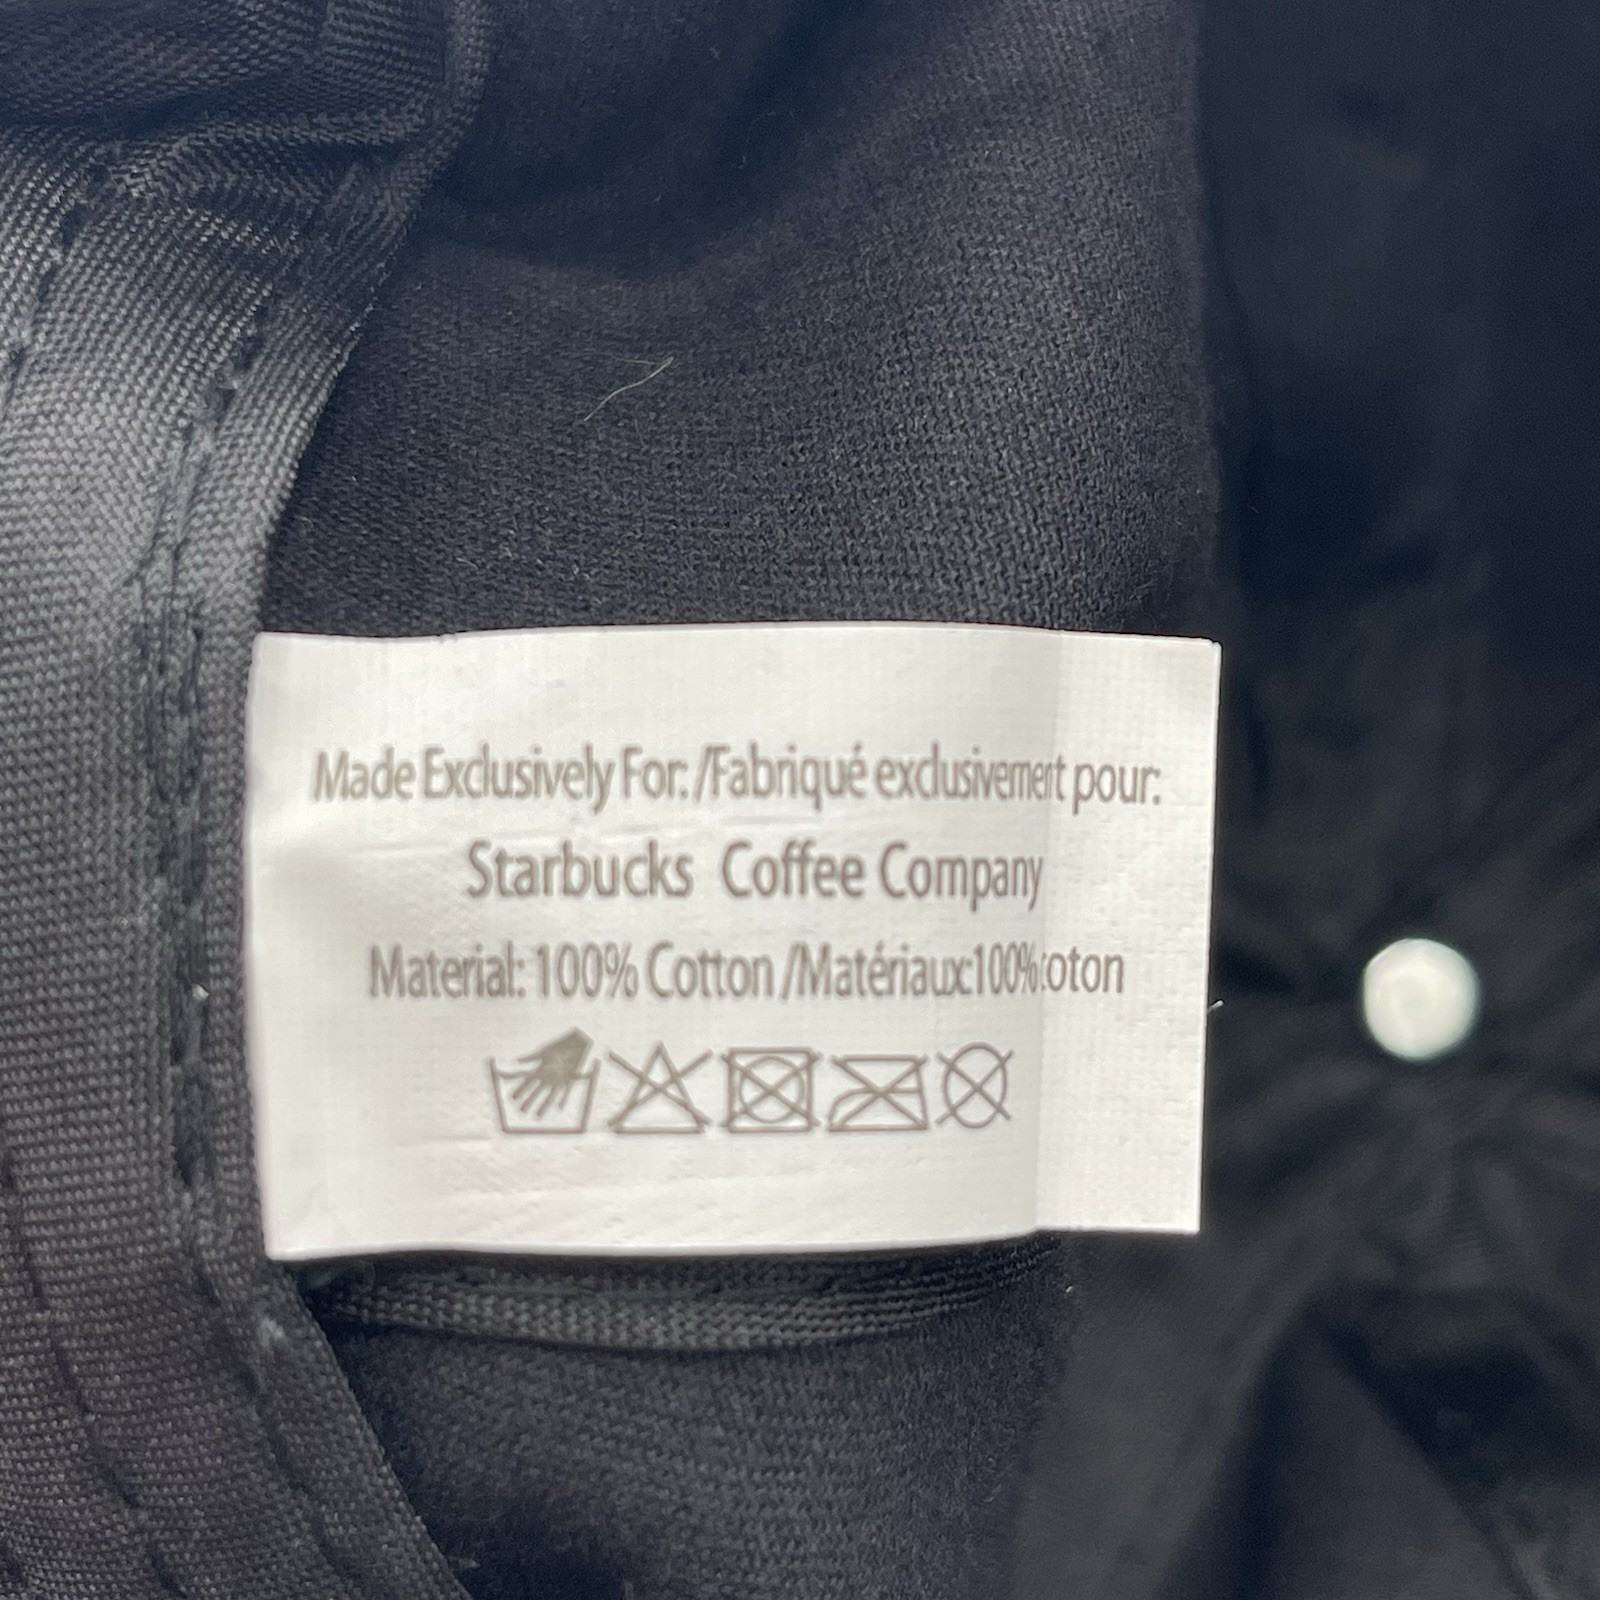 Made Exclusively For: /Fabriqué exclusivement pour:
Starbucks Coffee Company
Material: 100% Cotton /Matériaux:100%coton